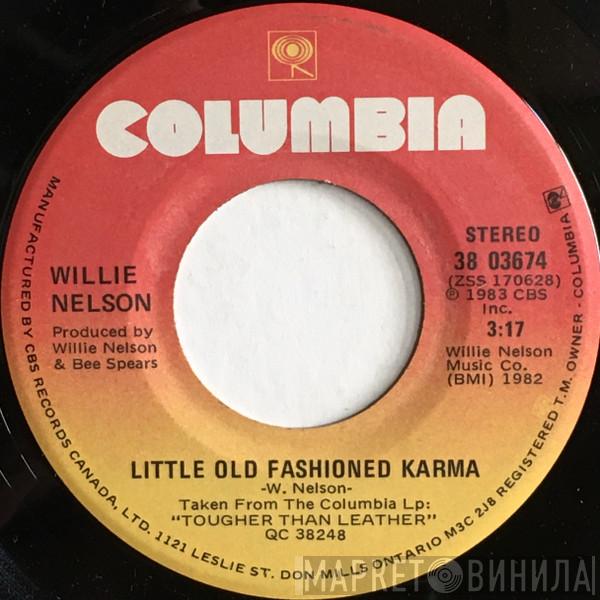 COLUMBIA
WILLIE
NELSON
Produced by
Willie Nelson
& Bee Spears
STEREO
38 03674
(ZSS 170628)
℗ 1983 CBS
Inc.
3:17
Willie Nelson
Music Co.
(BMI) 1982
LITTLE OLD FASHIONED KARMA
-W. Nelson-
Taken From The Columbia Lp:
"TOUGHER THAN LEATHER"
QC 38248
MANUFACTURED BY CBS RECORDS CANADA, LTD. 1121 LESLIE ST. DON MILLS ONTARIO M3C 2J8 REGISTERED T.M. OWNER - COLUMBIA
МАРКЕТ ВИНИЛА